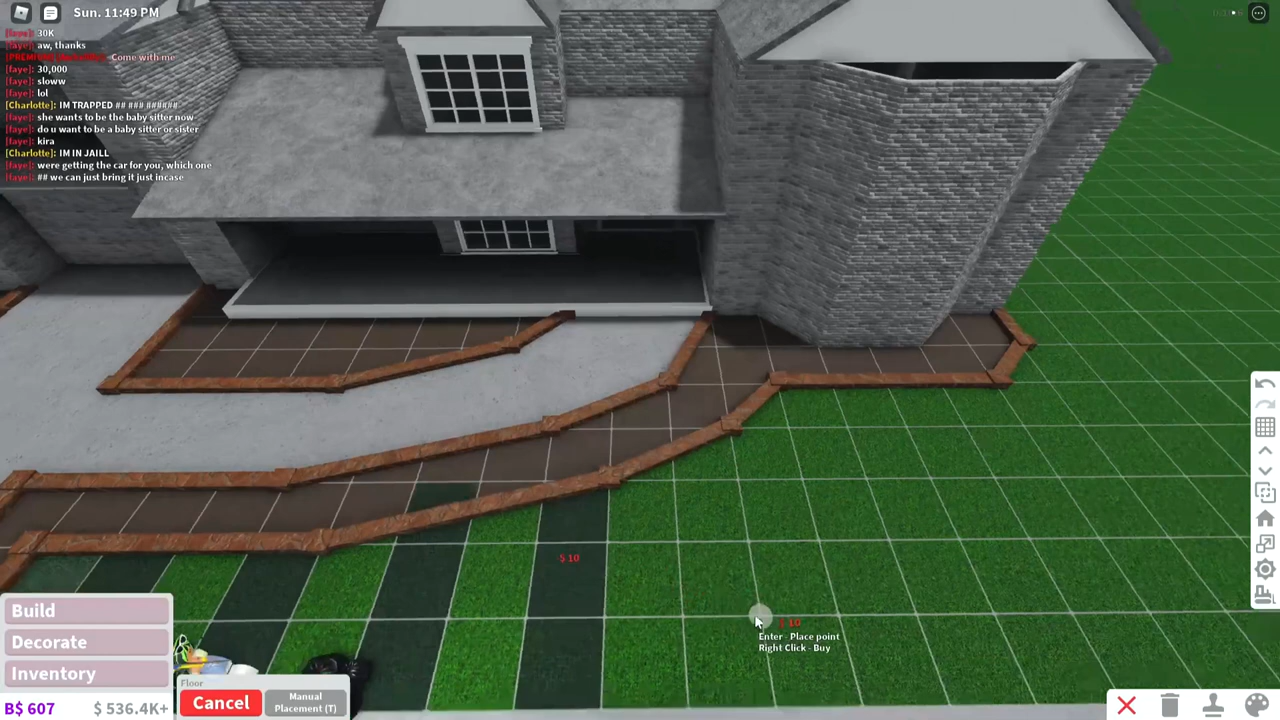 Sun. 11:49 PM
[faye]: 30K
[faye]: aw, thanks
Come with me
[faye]: 30,000
[faye]: sloww
[faye]: lol
[Charlotte]: IM TRAPPED ## ### ######
[faye]: she wants to be the baby sitter now
[faye]: do u want to be a baby sitter or sister
[faye]: kira
[Charlotte]: IM IN JAILL
[faye]: were getting the car for you, which one
[faye]: ## we can just bring it just incase
$ 10
$ 10
Enter - Place point
Right Click - Buy
Build
Decorate
Inventory
Floor
Cancel
Manual
Placement (T)
B$ 607
$ 536.4K+